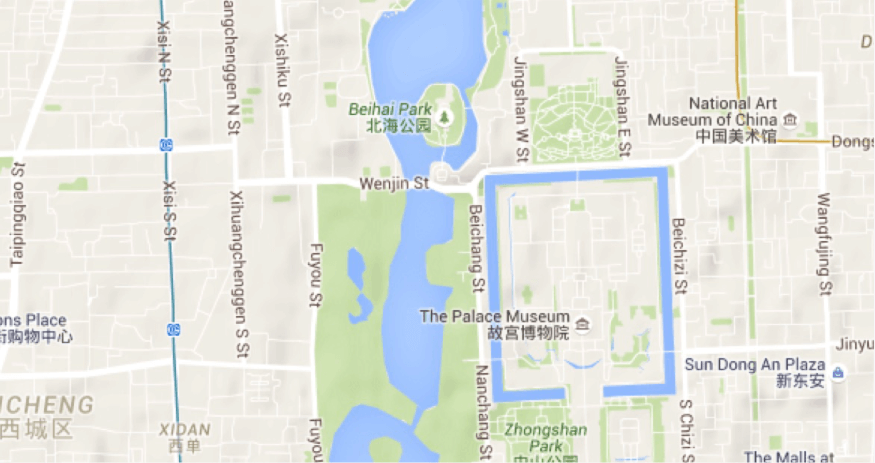 Xisi N St
angchenggen N St
Xishiku St
Jingshan W St
Jingshan E St
D
Beihai Park
北海公园
National Art
Museum of China
中国美术馆
Dongs
Taipingqiao St
Xisi S St
Xihuangchenggen S St
Wenjin St
Fuyou St
Beichang St
Beichizi St
Wangfujing St
ons Place
街购物中心
The Palace Museum
故宫博物院
Jinyu
Sun Dong An Plaza
新东安
ICHENG
西城区
XIDAN
西单
Fuyou
Nanchang St
Zhongshan
Park
中山公园
S Chizi S
The Malls at